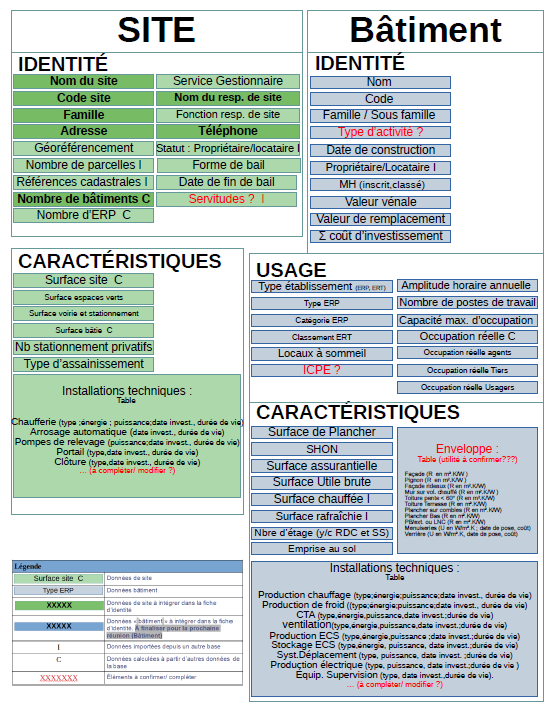 SITE
IDENTITÉ
Nom du site
Service Gestionnaire
Code site
Nom du resp. de site
Famille
Fonction resp. de site
Adresse
Téléphone
Géoréférencement
Statut : Propriétaire/locataire I
Nombre de parcelles I
Forme de bail
Références cadastrales I
Date de fin de bail
Nombre de bâtiments C
Servitudes ? I
Nombre d'ERP C
Bâtiment
IDENTITÉ
Nom
Code
Famille / Sous famille
Type d'activité ?
Date de construction
Propriétaire/Locataire I
MH (inscrit,classé)
Valeur vénale
Valeur de remplacement
Σ coût d'investissement
CARACTÉRISTIQUES
Surface site C
Surface espaces verts
Surface voirie et stationnement
Surface bâtie C
Nb stationnement privatifs
Type d'assainissement
Installations techniques :
Table
Chaufferie (type ;énergie ; puissance;date invest., durée de vie)
Arrosage automatique (date invest., durée de vie)
Pompes de relevage (puissance;date invest., durée de vie)
Portail (type,date invest., durée de vie)
Clôture (type,date invest., durée de vie)
... (à compléter/ modifier ?)
USAGE
Type établissement (ERP, ERT)
Amplitude horaire annuelle
Type ERP
Nombre de postes de travail
Catégorie ERP
Capacité max. d'occupation
Classement ERT
Occupation réelle C
Locaux à sommeil
Occupation réelle agents
ICPE ?
Occupation réelle Tiers
Occupation réelle Usagers
CARACTÉRISTIQUES
Surface de Plancher
SHON
Surface assurantielle
Surface Utile brute
Surface chauffée I
Surface rafraîchie I
Nbre d'étage (y/c RDC et SS)
Emprise au sol
Enveloppe :
Table (utilité à confirmer???)
Façade (R en m².K/W )
Pignon (R en m².K/W )
Façade rideaux (R en m².K/W)
Mur sur vol. chauffé (R en m².K/W)
Toiture pente < 60° (R en m².K/W)
Toiture Terrasse (R en m².K/W)
Plancher sur combles (R en m².K/W)
Plancher Bas (R en m².K/W)
PB/ext. ou LNC (R en m².K/W)
Menuiseries (U en W/m².K ; date de pose, coût)
Verrière (U en W/m².K, date de pose, coût)
Installations techniques :
Table
Production chauffage (type;énergie;puissance;date invest., durée de vie)
Production de froid ((type;énergie;puissance;date invest., durée de vie)
CTA (type,énergie,puissance,date invest.;durée de vie)
ventilation(type,énergie,puissance,date invest.;durée de vie)
Production ECS (type,énergie,puissance ;date invest.;durée de vie)
Stockage ECS (type,énergie, puissance, date invest.;durée de vie)
Syst.Déplacement (type, puissance, date invest. ;durée de vie)
Production électrique (type, puissance, date invest.;durée de vie )
Equip. Supervision (type, date invest.,durée de vie).
... (à compléter/ modifier ?)
Légende
Surface site C
Données de site
Type ERP
Données bâtiment
XXXXX
Données de site à intégrer dans la fiche d'identité
XXXXX
Données « bâtiment » à intégrer dans la fiche d'identité. A finaliser pour la prochaine réunion (Bâtiment)
I
Données importées depuis un autre base
C
Données calculées à partir d'autres données de la base
XXXXXXX
Éléments à confirmer/ compléter